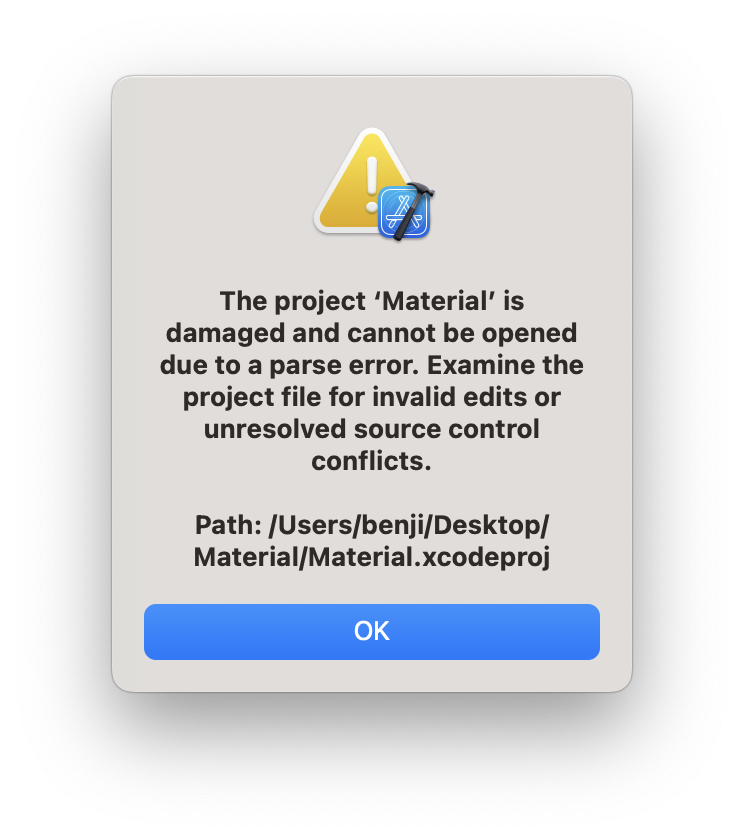 The project ‘Material’ is
damaged and cannot be opened
due to a parse error. Examine the
project file for invalid edits or
unresolved source control
conflicts.
Path: /Users/benji/Desktop/
Material/Material.xcodeproj
OK